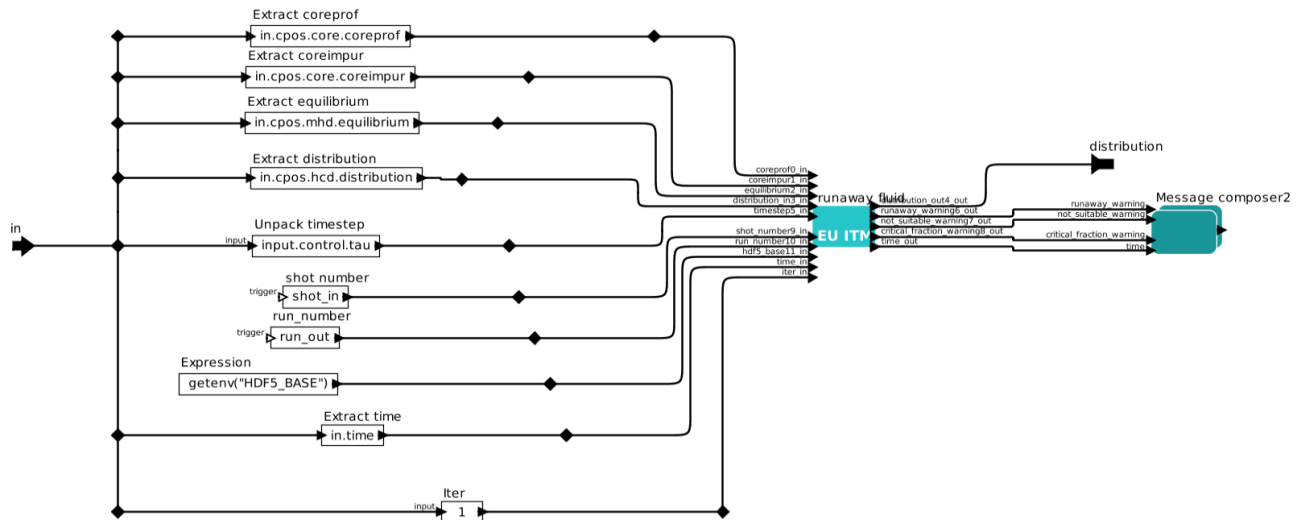 Extract coreprof
in.cpos.core.coreprof
Extract coreimpur
in.cpos.core.coreimpur
Extract equilibrium
in.cpos.mhd.equilibrium
Extract distribution
in.cpos.hcd.distribution
in
Unpack timestep
input
input.control.tau
shot number
trigger
shot_in
run_number
trigger
run_out
Expression
getenv("HDF5_BASE")
Extract time
in.time
Iter
input
1
coreprof0_in
coreimpur1_in
equilibrium2_in
distribution_in3_in
timestep5_in
shot_number9_in
run_number10_in
hdf5_base11_in
time_in
iter_in
runaway_fluid
EU ITM
distribution_out4_out
runaway_warning6_out
not_suitable_warning7_out
critical_fraction_warning8_out
time_out
distribution
Message composer2
runaway_warning
not_suitable_warning
critical_fraction_warning
time